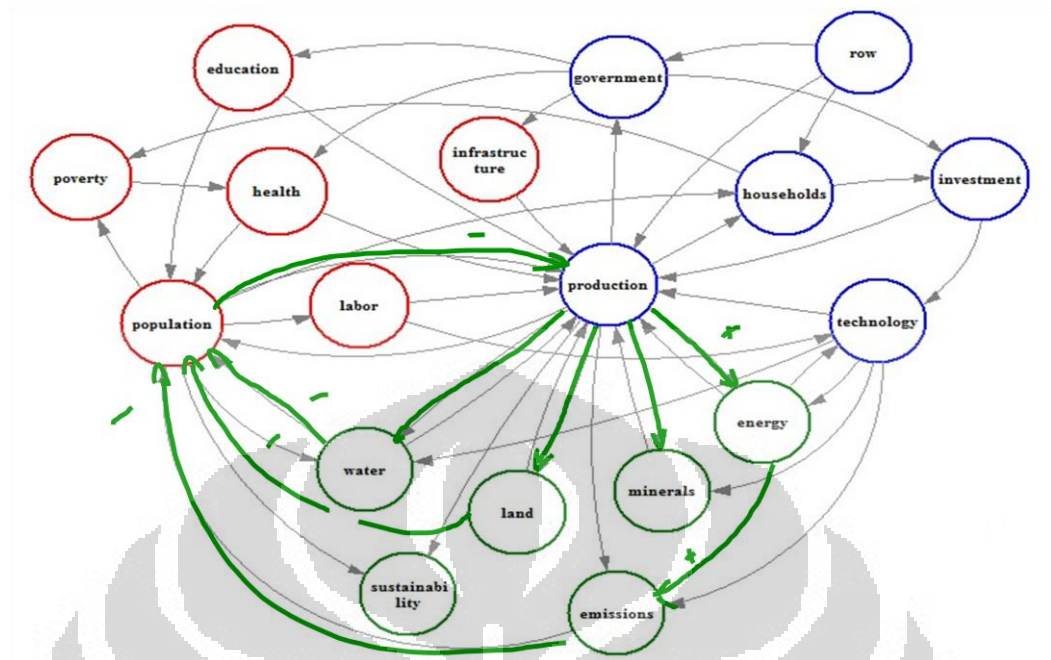 education
government
row
infrastruc
ture
poverty
health
households
investment
population
labor
production
technology
energy
water
land
minerals
sustainabi
lity
emissions